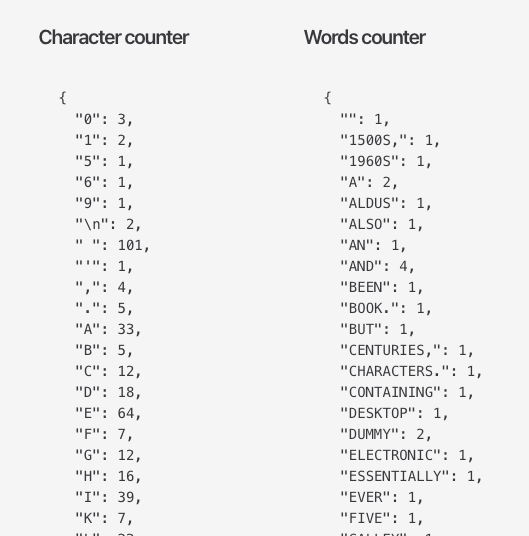 Character counter
{
"0": 3,
"1": 2,
"5": 1,
"6": 1,
"9": 1,
"\n": 2,
" ": 101,
"'": 1,
",": 4,
".": 5,
"A": 33,
"B": 5,
"C": 12,
"D": 18,
"E": 64,
"F": 7,
"G": 12,
"H": 16,
"I": 39,
"K": 7,
Words counter
{
"": 1,
"1500S,": 1,
"1960S": 1,
"A": 2,
"ALDUS": 1,
"ALSO": 1,
"AN": 1,
"AND": 4,
"BEEN": 1,
"BOOK.": 1,
"BUT": 1,
"CENTURIES,": 1,
"CHARACTERS.": 1,
"CONTAINING": 1,
"DESKTOP": 1,
"DUMMY": 2,
"ELECTRONIC": 1,
"ESSENTIALLY": 1,
"EVER": 1,
"FIVE": 1,